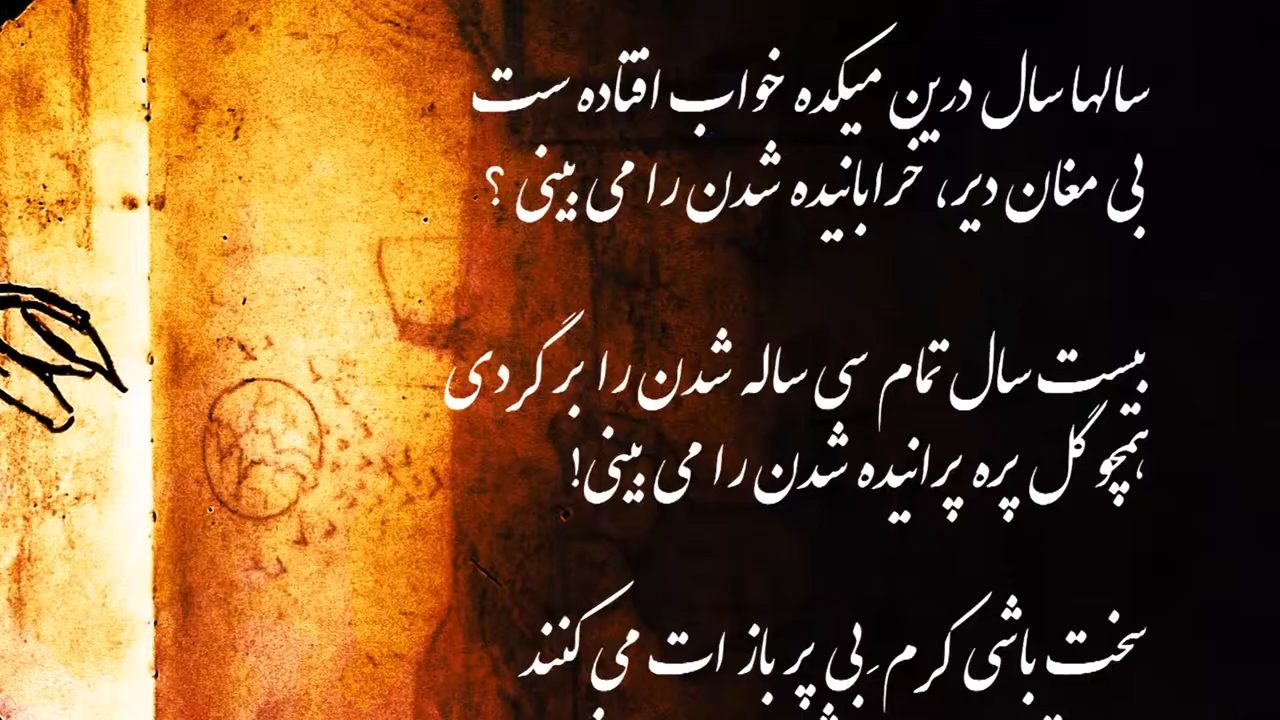 سالها سال درین میکده خواب افتاده ست
بی مغان دیر، خرابانیده شدن را می بینی ؟
بیست سال تمام سی ساله شدن را برگردی
همچو گل پره پرانیده شدن را می بینی!
سخت باشی کرم ِبی پر باز ات می کنند